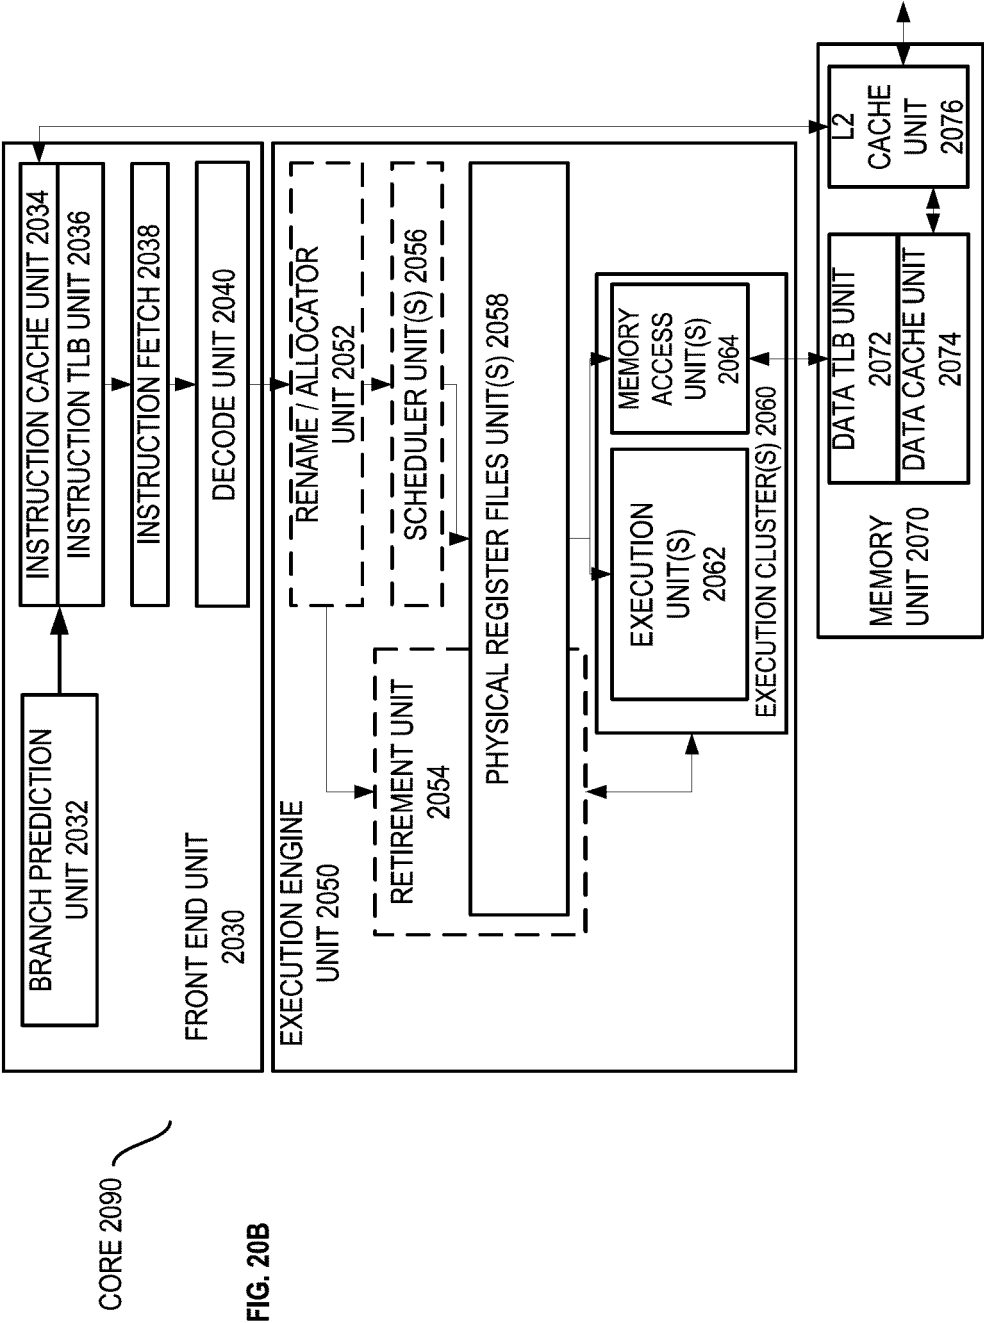 CORE 2090
FRONT END UNIT
2030
BRANCH PREDICTION
UNIT 2032
INSTRUCTION CACHE UNIT 2034
INSTRUCTION TLB UNIT 2036
INSTRUCTION FETCH 2038
DECODE UNIT 2040
EXECUTION ENGINE
UNIT 2050
RENAME / ALLOCATOR
UNIT 2052
SCHEDULER UNIT(S) 2056
RETIREMENT UNIT
2054
PHYSICAL REGISTER FILES UNIT(S) 2058
EXECUTION
UNIT(S)
2062
MEMORY
ACCESS
UNIT(S)
2064
EXECUTION CLUSTER(S) 2060
MEMORY
UNIT 2070
DATA TLB UNIT
2072
DATA CACHE UNIT
2074
L2
CACHE
UNIT
2076
FIG. 20B